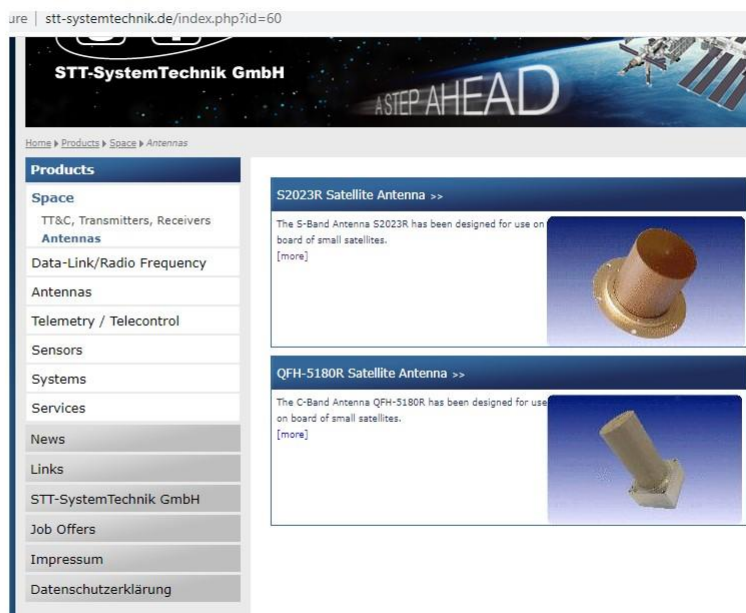 ure | stt-systemtechnik.de/index.php?id=60
STT-SystemTechnik GmbH
A STEP AHEAD
Home Products Space Antennas
Products
Space
TT&C, Transmitters, Receivers
Antennas
Data-Link/Radio Frequency
Antennas
Telemetry / Telecontrol
Sensors
Systems
Services
News
Links
STT-SystemTechnik GmbH
Job Offers
Impressum
Datenschutzerklärung
S2023R Satellite Antenna >>
The S-Band Antenna S2023R has been designed for use on
board of small satellites.
[more]
QFH-5180R Satellite Antenna >>
The C-Band Antenna QFH-5180R has been designed for use
on board of small satellites.
[more]